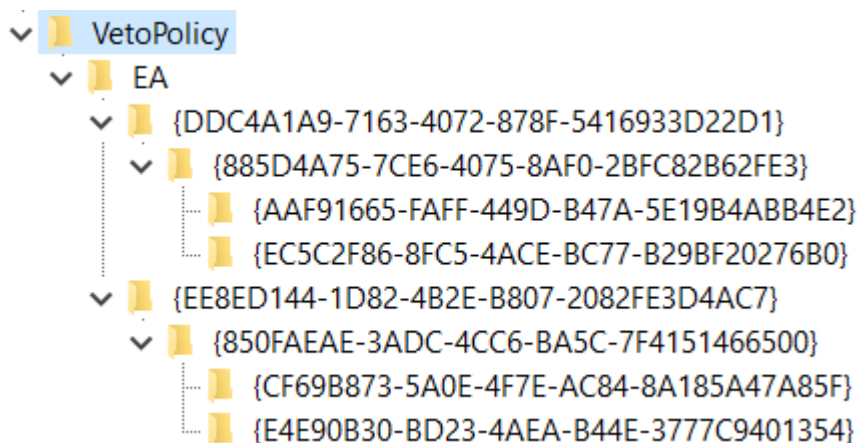 VetoPolicy
EA
{DDC4A1A9-7163-4072-878F-5416933D22D1}
{885D4A75-7CE6-4075-8AF0-2BFC82B62FE3}
{AAF91665-FAFF-449D-B47A-5E19B4ABB4E2}
{EC5C2F86-8FC5-4ACE-BC77-B29BF20276B0}
{EE8ED144-1D82-4B2E-B807-2082FE3D4AC7}
{850FAEAE-3ADC-4CC6-BA5C-7F4151466500}
{CF69B873-5A0E-4F7E-AC84-8A185A47A85F}
{E4E90B30-BD23-4AEA-B44E-3777C9401354}